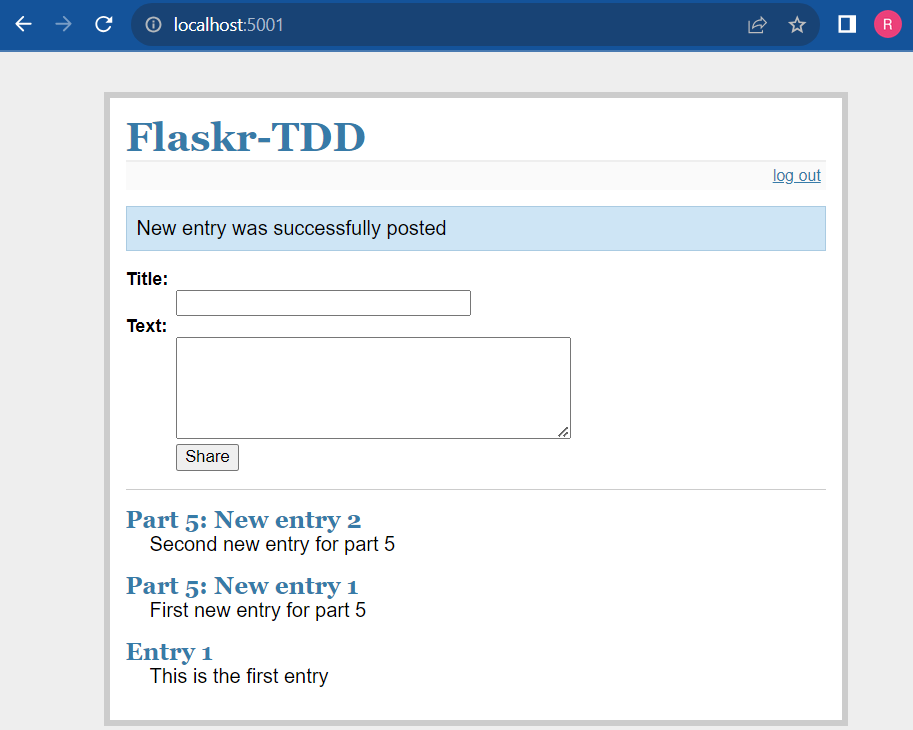 localhost:5001
R
Flaskr-TDD
log out
New entry was successfully posted
Title:
Text:
Share
Part 5: New entry 2
Second new entry for part 5
Part 5: New entry 1
First new entry for part 5
Entry 1
This is the first entry